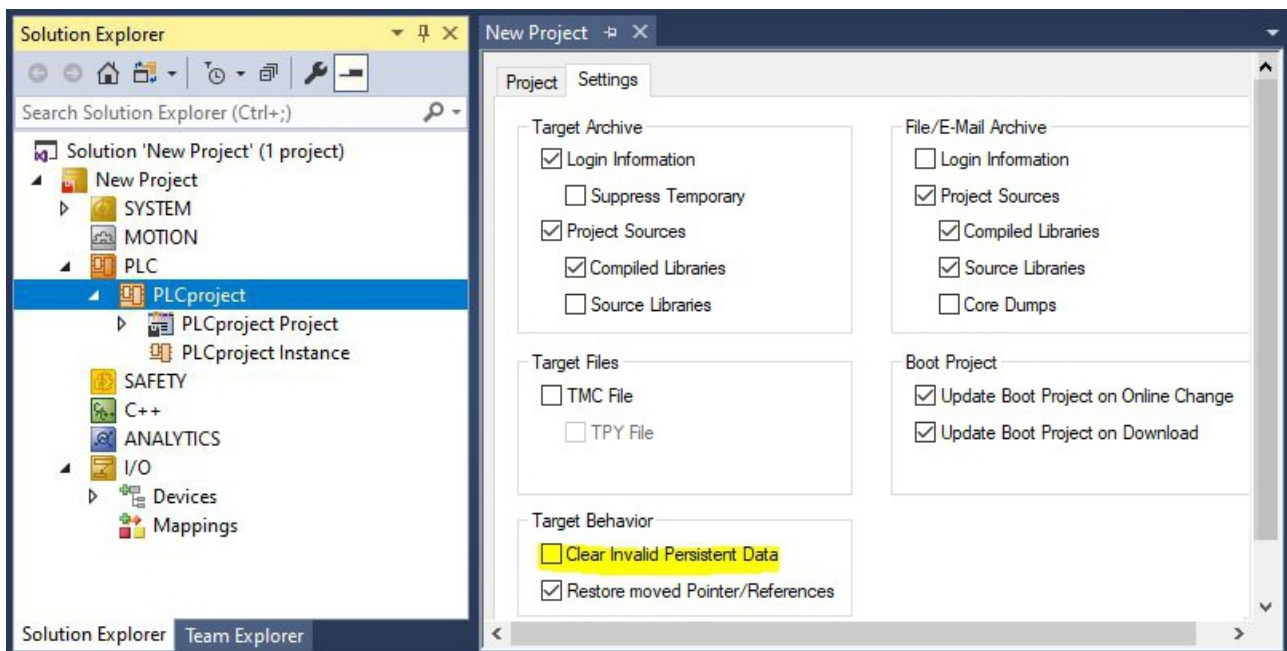 Solution Explorer
Search Solution Explorer (Ctrl+;)
Solution 'New Project' (1 project)
New Project
SYSTEM
MOTION
PLC
PLCproject
PLCproject Project
PLCproject Instance
SAFETY
C++
ANALYTICS
I/O
Devices
Mappings
Solution Explorer Team Explorer
New Project
Project Settings
Target Archive
Login Information
Suppress Temporary
Project Sources
Compiled Libraries
Source Libraries
File/E-Mail Archive
Login Information
Project Sources
Compiled Libraries
Source Libraries
Core Dumps
Target Files
TMC File
TPY File
Boot Project
Update Boot Project on Online Change
Update Boot Project on Download
Target Behavior
Clear Invalid Persistent Data
Restore moved Pointer/References